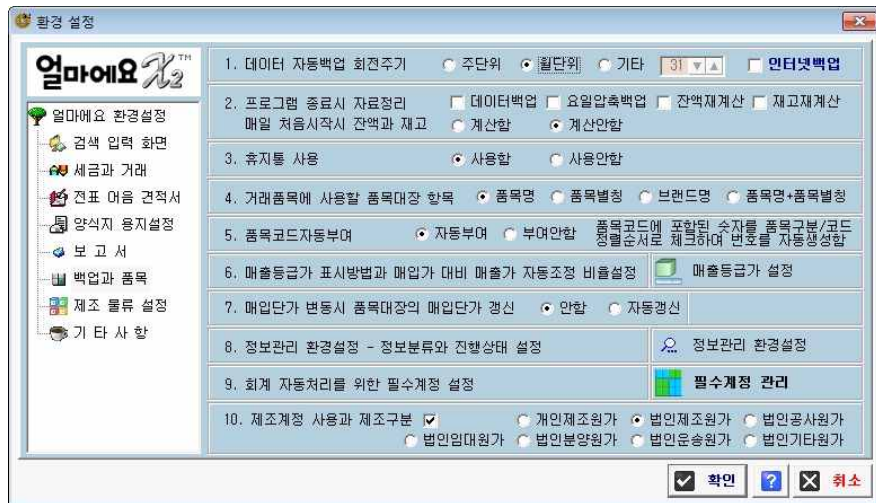 환경 설정
얼마에요 X2 TM
얼마에요 환경설정
검색 입력 화면
세금과 거래
전표 어음 견적서
양식지 용지설정
보 고 서
백업과 품목
제조 물류 설정
기 타 사 항
1. 데이터 자동백업 회전주기 주단위 월단위 기타 31 인터넷백업
2. 프로그램 종료시 자료정리 데이터백업 요일압축백업 잔액재계산 재고재계산
매일 처음시작시 잔액과 재고 계산함 계산안함
3. 휴지통 사용 사용함 사용안함
4. 거래품목에 사용할 품목대장 항목 품목명 품목별칭 브랜드명 품목명+품목별칭
5. 품목코드자동부여 자동부여 부여안함 품목코드에 포함된 숫자를 품목구분/코드
정렬순서로 체크하여 번호를 자동생성함
6. 매출등급가 표시방법과 매입가 대비 매출가 자동조정 비율설정 매출등급가 설정
7. 매입단가 변동시 품목대장의 매입단가 갱신 안함 자동갱신
8. 정보관리 환경설정 - 정보분류와 진행상태 설정 정보관리 환경설정
9. 회계 자동처리를 위한 필수계정 설정 필수계정 관리
10. 제조계정 사용과 제조구분 개인제조원가 법인제조원가 법인공사원가
법인임대원가 법인분양원가 법인운송원가 법인기타원가
확인 ? 취소